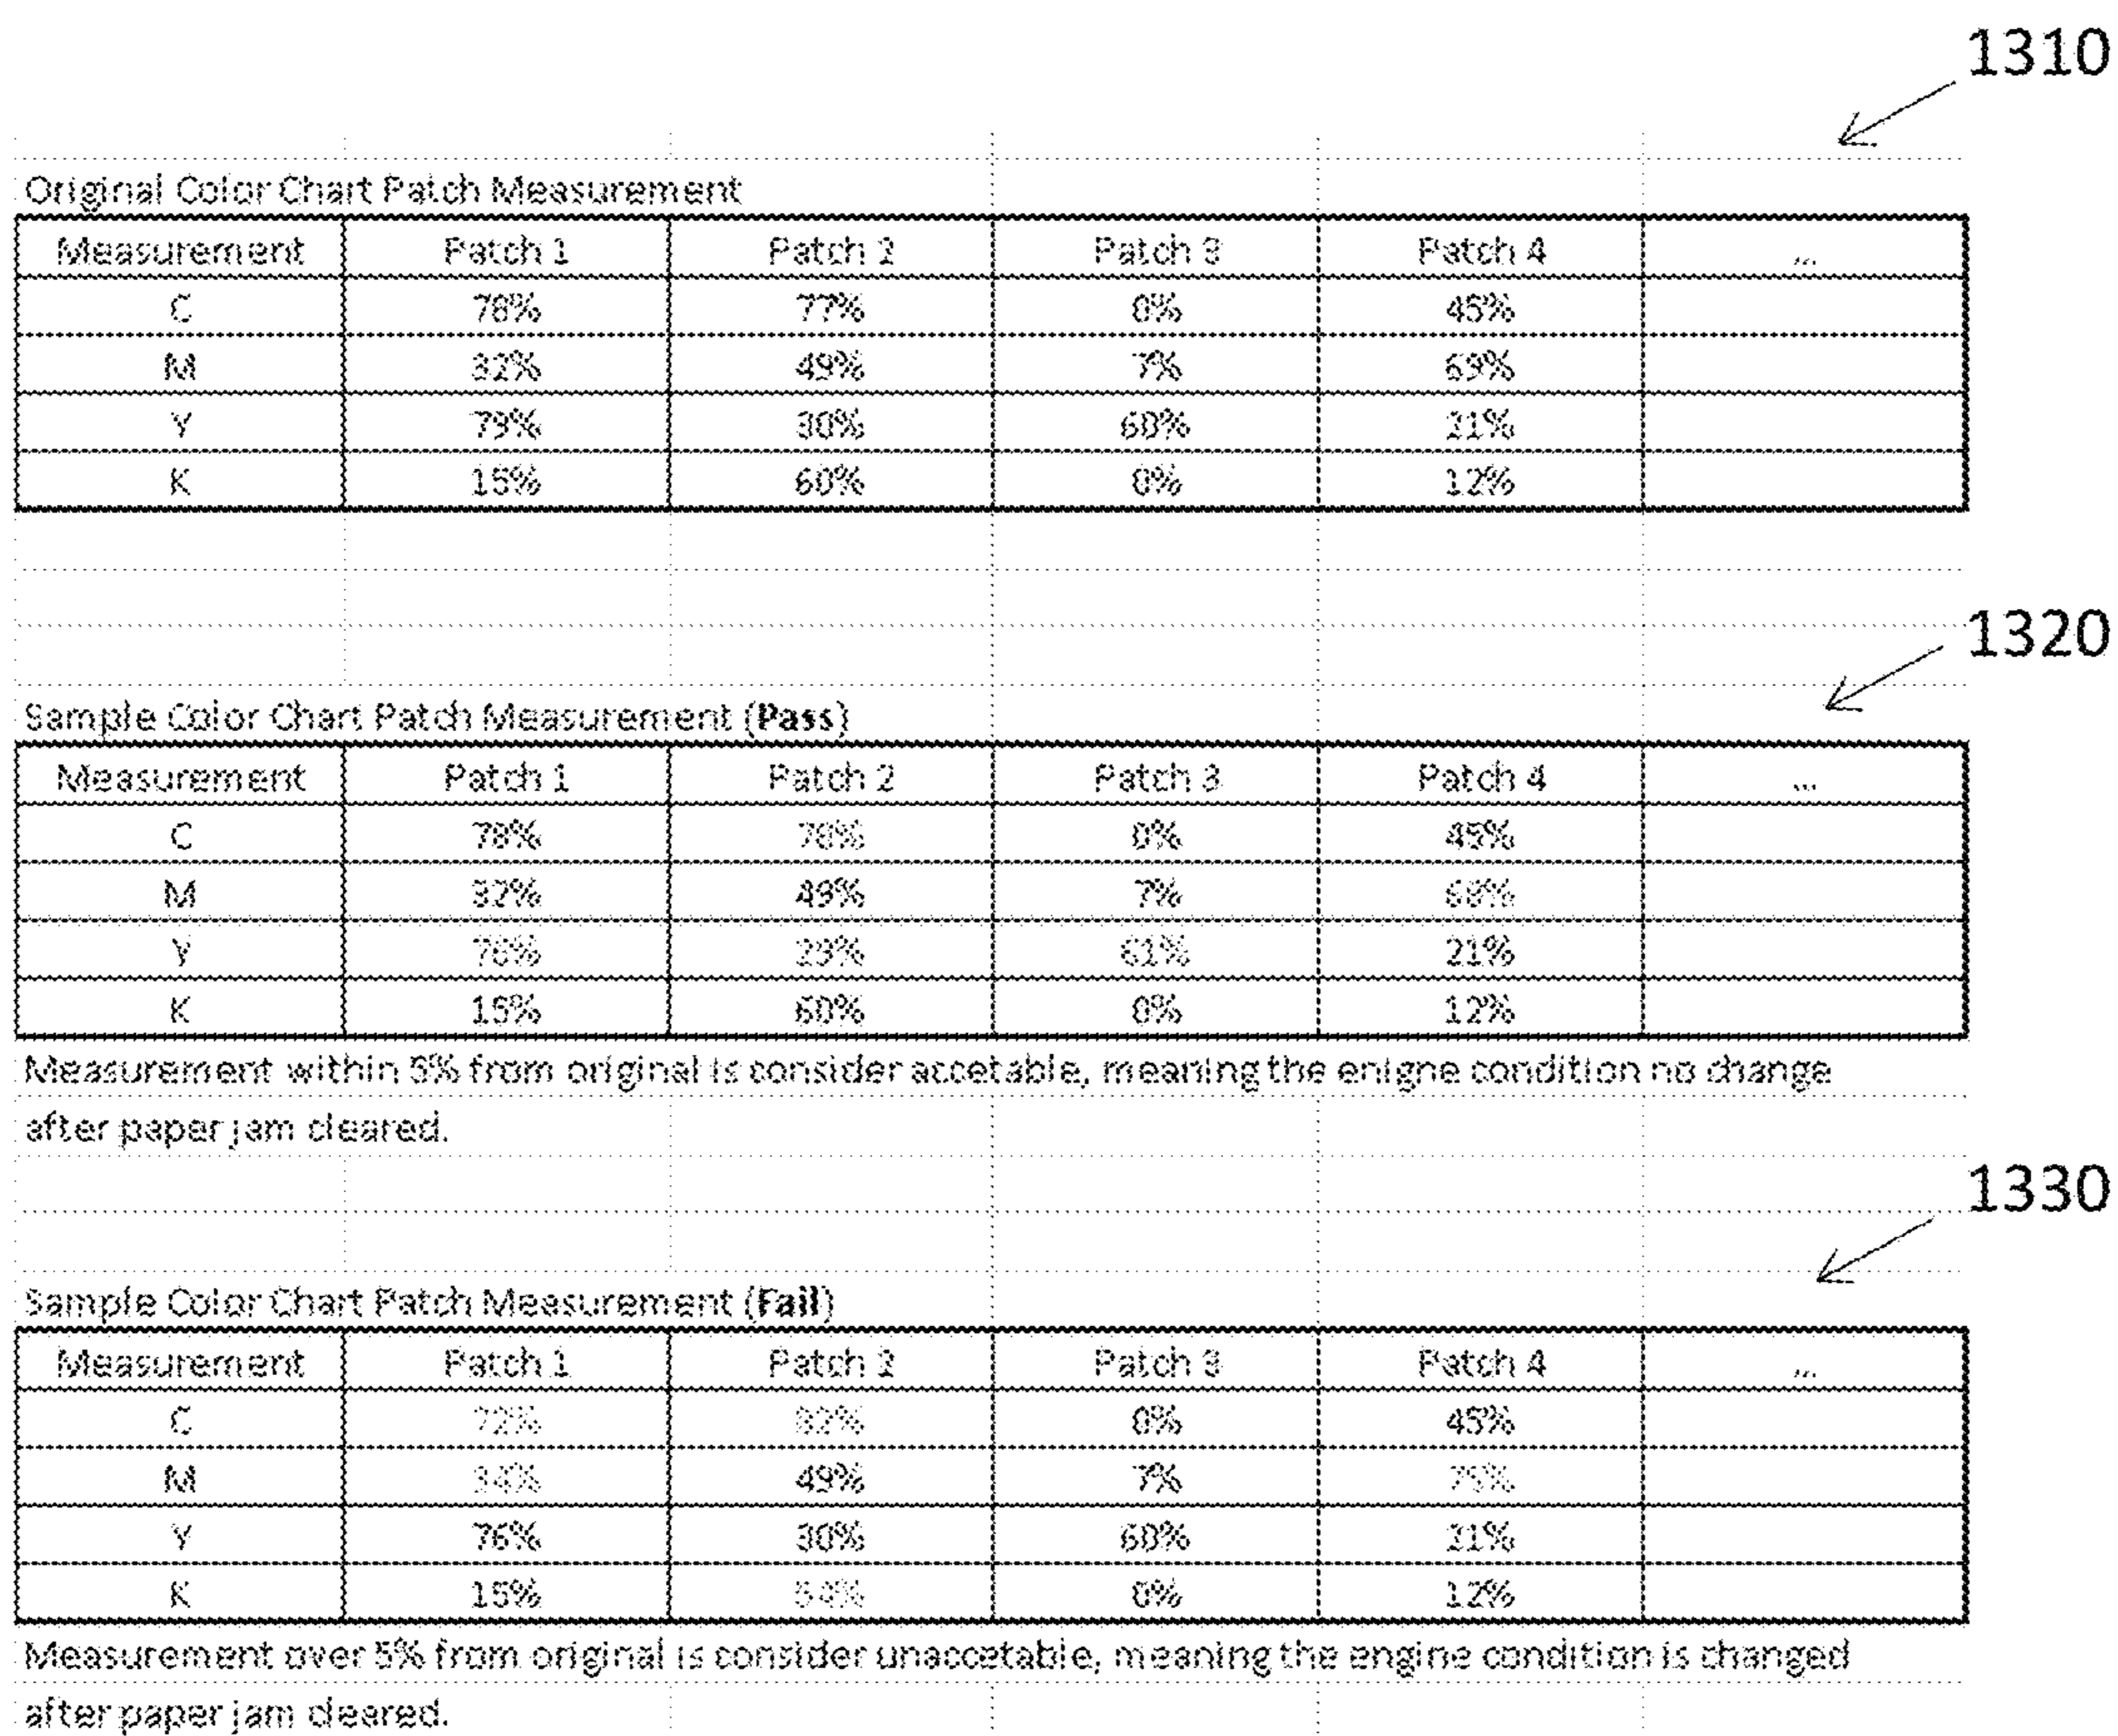 1310
Original Color Chart Patch Measurement
Measurement Patch 1 Patch 2 Patch 3 Patch 4 ...
C 78% 77% 0% 45%
M 32% 49% 7% 69%
Y 79% 30% 60% 21%
K 15% 60% 0% 12%
1320
Sample Color Chart Patch Measurement (Pass)
Measurement Patch 1 Patch 2 Patch 3 Patch 4 ...
C 78% 78% 0% 45%
M 32% 49% 7% 68%
Y 78% 29% 61% 21%
K 15% 60% 0% 12%
Measurement within 5% from original is consider accetable, meaning the enigne condition no change
after paper jam cleared.
1330
Sample Color Chart Patch Measurement (Fail)
Measurement Patch 1 Patch 2 Patch 3 Patch 4 ...
C 72% 82% 0% 45%
M 34% 49% 7% 75%
Y 76% 30% 60% 21%
K 15% 54% 0% 12%
Measurement over 5% from original is consider unaccetable, meaning the engine condition is changed
after paper jam cleared.